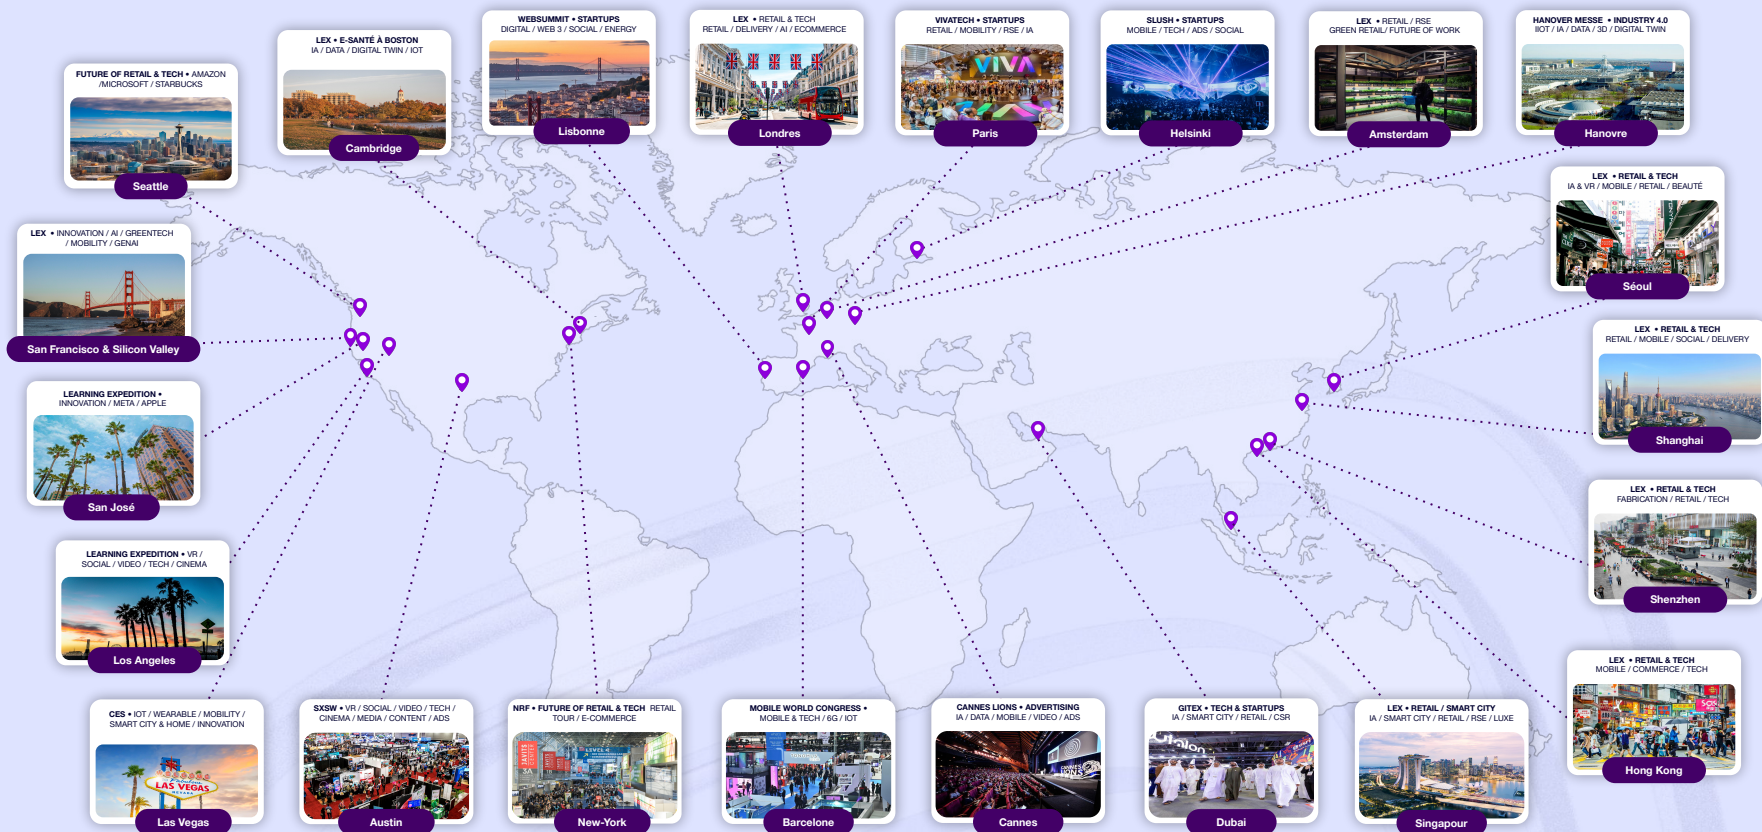 WEBSUMMIT • STARTUPS
DIGITAL / WEB 3 / SOCIAL / ENERGY
Lisbonne
LEX • RETAIL & TECH
RETAIL / DELIVERY / AI / ECOMMERCE
Londres
VIVATECH • STARTUPS
RETAIL / MOBILITY / RSE / IA
VIVA
Paris
SLUSH • STARTUPS
MOBILE / TECH / ADS / SOCIAL
Helsinki
LEX • RETAIL / RSE
GREEN RETAIL/ FUTURE OF WORK
Amsterdam
HANOVER MESSE • INDUSTRY 4.0
IIOT / IA / DATA / 3D / DIGITAL TWIN
Hanovre
LEX • E-SANTÉ À BOSTON
IA / DATA / DIGITAL TWIN / IOT
Cambridge
FUTURE OF RETAIL & TECH • AMAZON
/MICROSOFT / STARBUCKS
Seattle
LEX • RETAIL & TECH
IA & VR / MOBILE / RETAIL / BEAUTÉ
Séoul
LEX • INNOVATION / AI / GREENTECH
/ MOBILITY / GENAI
San Francisco & Silicon Valley
LEX • RETAIL & TECH
RETAIL / MOBILE / SOCIAL / DELIVERY
Shanghai
LEARNING EXPEDITION •
INNOVATION / META / APPLE
San José
LEX • RETAIL & TECH
FABRICATION / RETAIL / TECH
Shenzhen
LEARNING EXPEDITION • VR /
SOCIAL / VIDEO / TECH / CINEMA
Los Angeles
LEX • RETAIL & TECH
MOBILE / COMMERCE / TECH
Hong Kong
CES • IOT / WEARABLE / MOBILITY /
SMART CITY & HOME / INNOVATION
Fabulous
LAS VEGAS
NEVADA
Las Vegas
SXSW • VR / SOCIAL / VIDEO / TECH /
CINEMA / MEDIA / CONTENT / ADS
Austin
NRF • FUTURE OF RETAIL & TECH RETAIL
TOUR / E-COMMERCE
LEVEL 4
3A
New-York
MOBILE WORLD CONGRESS •
MOBILE & TECH / 6G / IOT
Barcelone
CANNES LIONS • ADVERTISING
IA / DATA / MOBILE / VIDEO / ADS
CANNES
LIONS
Cannes
GITEX • TECH & STARTUPS
IA / SMART CITY / RETAIL / CSR
Dubai
LEX • RETAIL / SMART CITY
IA / SMART CITY / RETAIL / RSE / LUXE
Singapour